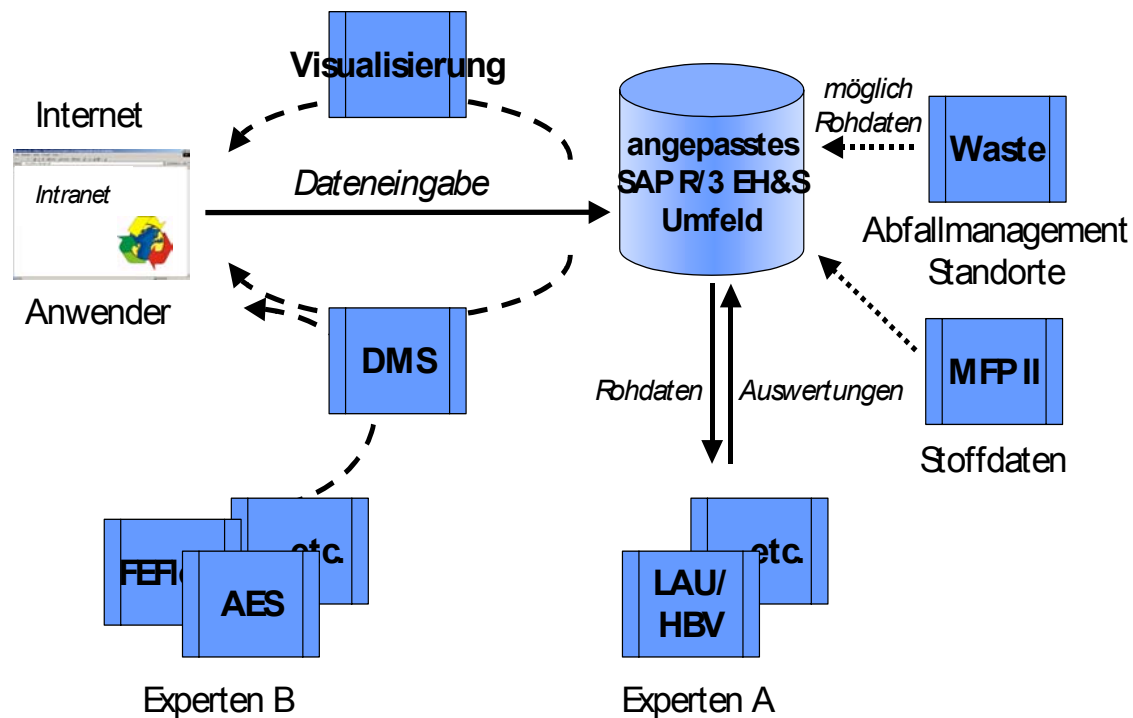 Visualisierung
Internet
Intranet
Anwender
Dateneingabe
angepasstes
SAP R/3 EH&S
Umfeld
möglich
Rohdaten
Waste
Abfallmanagement
Standorte
DMS
Rohdaten
Auswertungen
MFP II
Stoffdaten
etc.
AES
Experten B
etc.
LAU/
HBV
Experten A